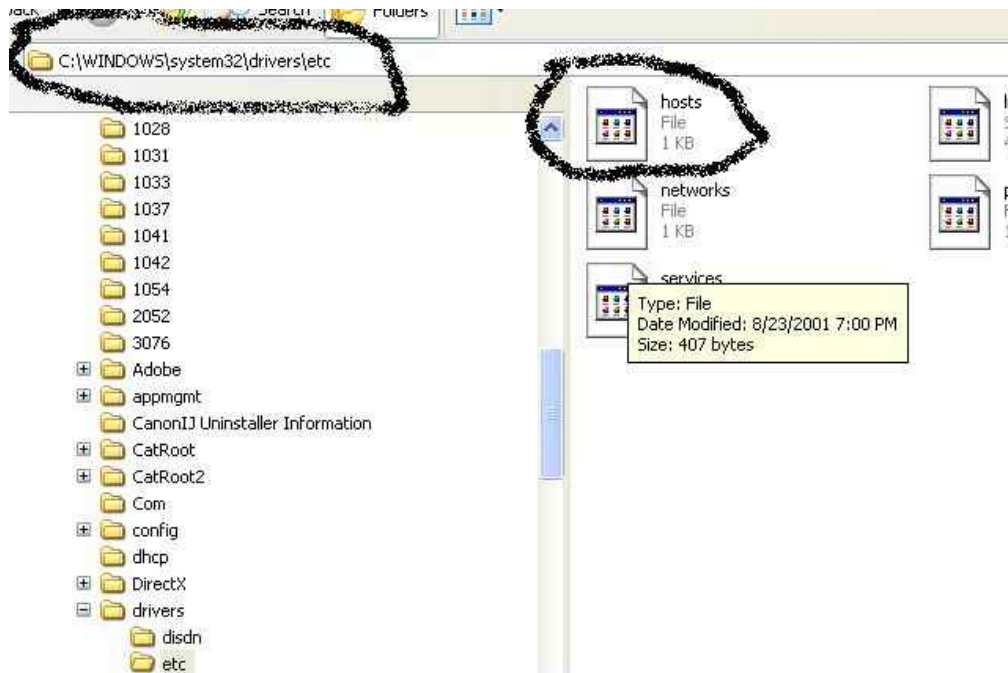 Search
Folders
C:\WINDOWS\system32\drivers\etc
1028
1031
1033
1037
1041
1042
1054
2052
3076
Adobe
appmgmt
CanonIJ Uninstaller Information
CatRoot
CatRoot2
Com
config
dhcp
DirectX
drivers
disdn
etc
hosts
File
1 KB
networks
File
1 KB
services
Type: File
Date Modified: 8/23/2001 7:00 PM
Size: 407 bytes